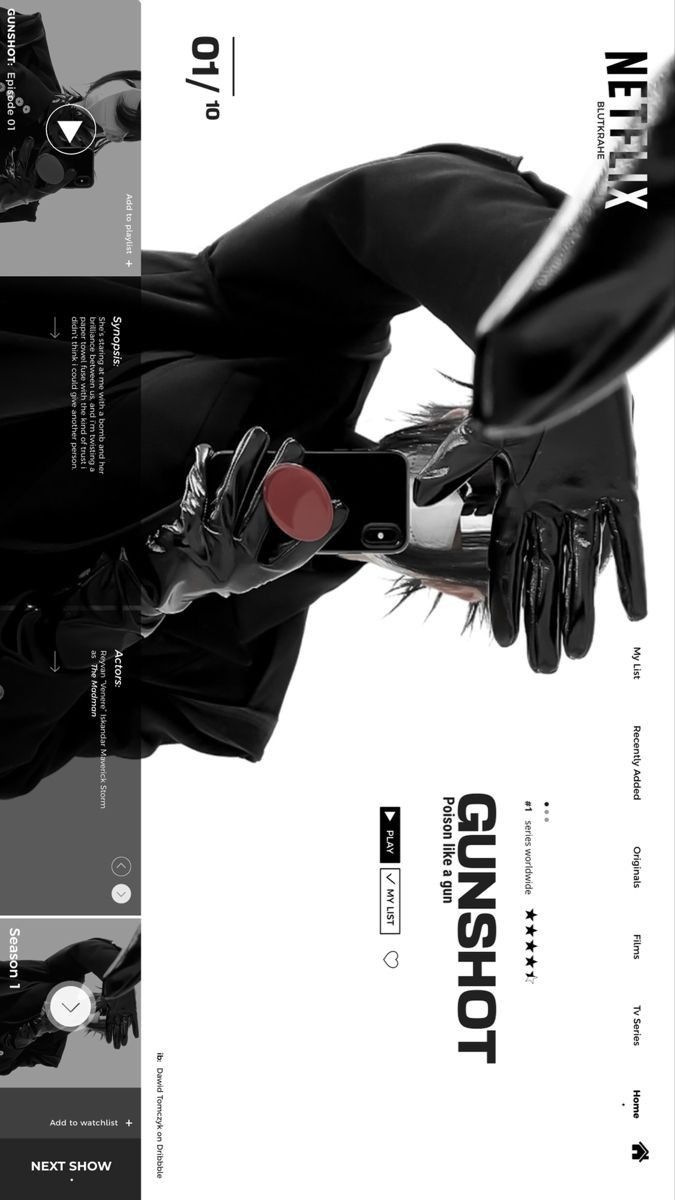 NETFLIX
BLUTKRAHE
My List
Recently Added
Originals
Films
Tv Series
Home
01/10
#1 series worldwide
GUNSHOT
Poison like a gun
PLAY
MY LIST
ib: Dawid Tomczyk on Dribbble
GUNSHOT: Episode 01
Add to playlist +
Synopsis:
She's staring at me with a bomb and her
brilliance between us, and i'm twisting a
paper towel fuse with the kind of trust i
didn't think i could give another person.
Actors:
Reyvan "Venere" Iskandar Maverick Storm
as The Madman
Season 1
Add to watchlist +
NEXT SHOW